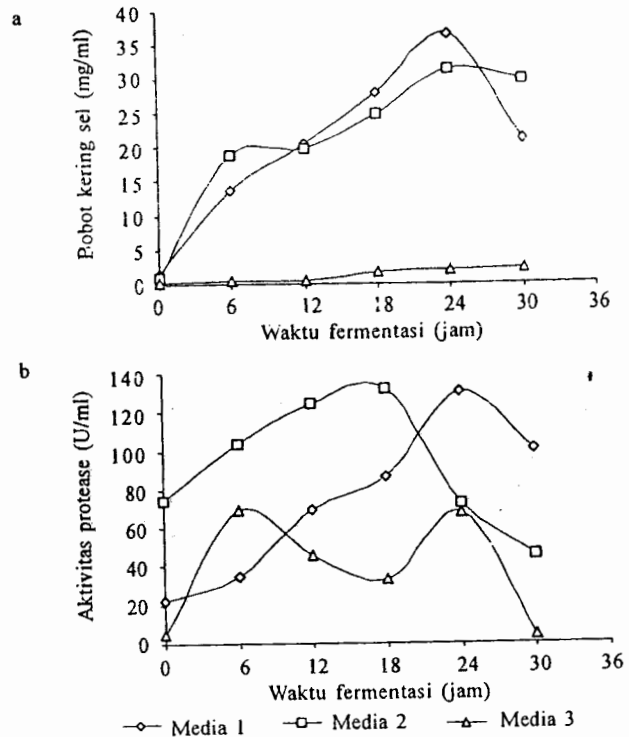 a
Bobot kering sel (mg/ml)
40
35
30
25
20
15
10
5
0
0 6 12 18 24 30 36
Waktu fermentasi (jam)
b
Aktivitas protease (U/ml)
140
120
100
80
60
40
20
0
0 6 12 18 24 30 36
Waktu fermentasi (jam)
Media 1 Media 2 Media 3